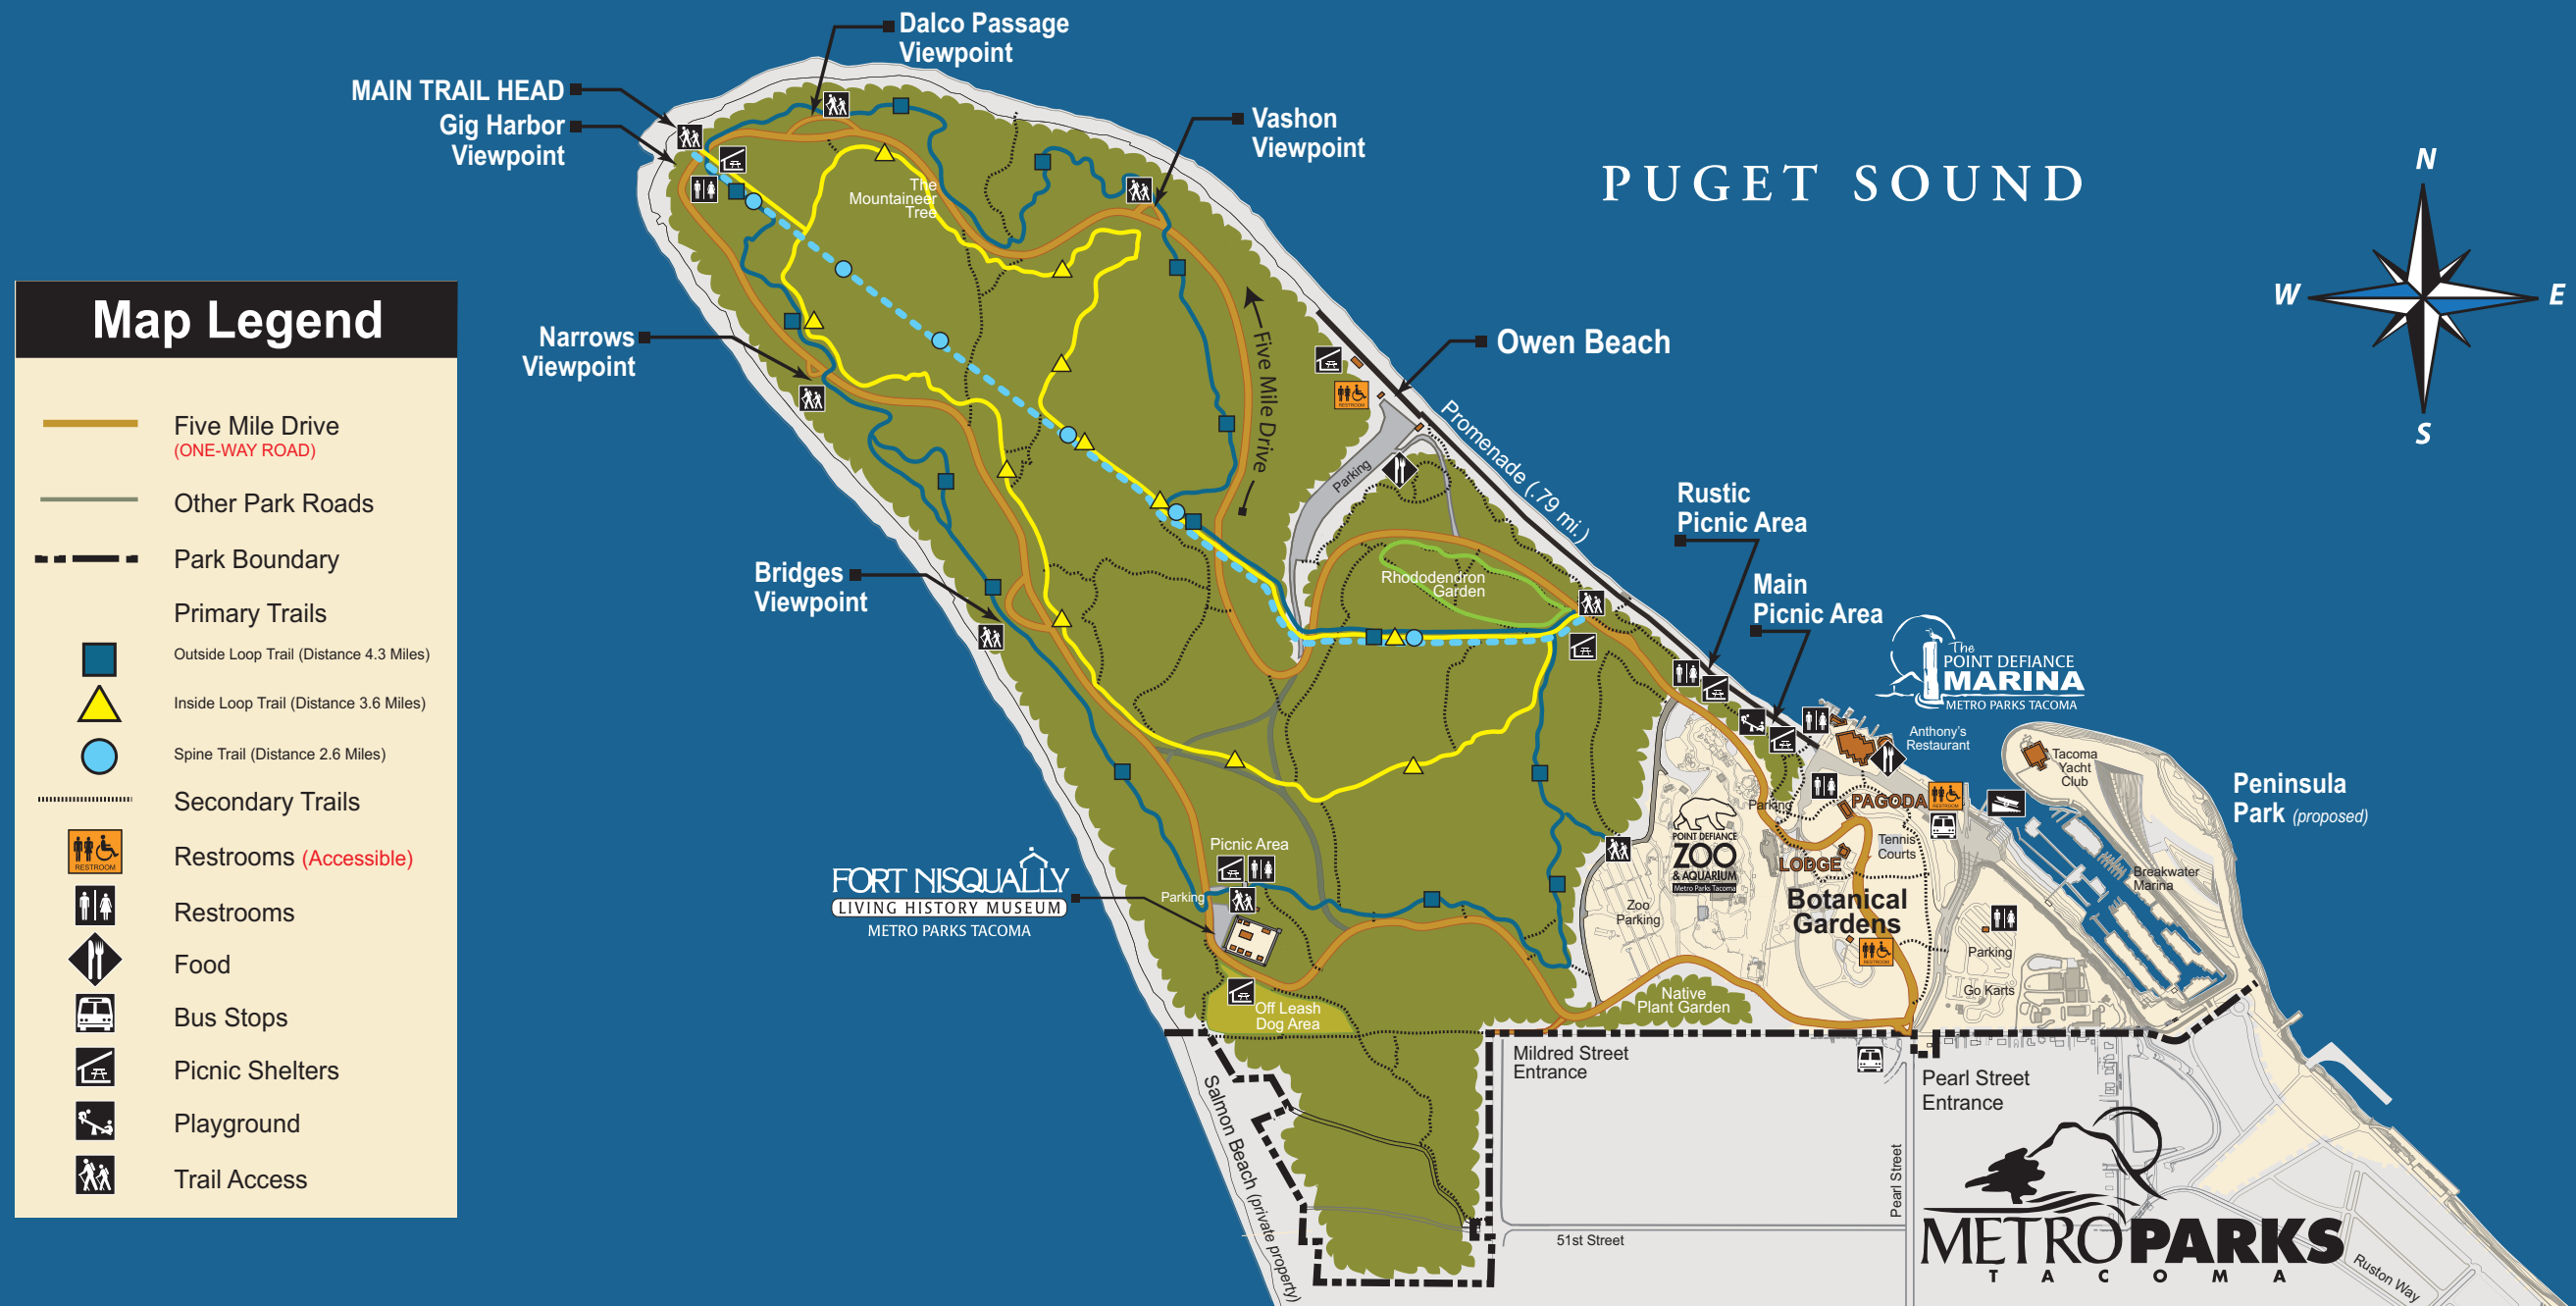 Dalco Passage
Viewpoint
MAIN TRAIL HEAD
Gig Harbor
Viewpoint
Vashon
Viewpoint
PUGET SOUND
N
W
E
S
The
Mountaineer
Tree
Map Legend
Five Mile Drive
(ONE-WAY ROAD)
Other Park Roads
Park Boundary
Primary Trails
Outside Loop Trail (Distance 4.3 Miles)
Inside Loop Trail (Distance 3.6 Miles)
Spine Trail (Distance 2.6 Miles)
Secondary Trails
RESTROOM
Restrooms (Accessible)
Restrooms
Food
Bus Stops
Picnic Shelters
Playground
Trail Access
Narrows
Viewpoint
Five Mile Drive
Owen Beach
RESTROOM
Promenade (.79 mi.)
Parking
Rustic
Picnic Area
Main
Picnic Area
Rhododendron
Garden
Bridges
Viewpoint
The
POINT DEFIANCE
MARINA
METRO PARKS TACOMA
Anthony's
Restaurant
Tacoma
Yacht
Club
Peninsula
Park (proposed)
Parking
PAGODA
RESTROOM
POINT DEFIANCE
ZOO
& AQUARIUM
Metro Parks Tacoma
Tennis
Courts
LODGE
Breakwater
Marina
Picnic Area
FORT NISQUALLY
LIVING HISTORY MUSEUM
METRO PARKS TACOMA
Parking
Zoo
Parking
Botanical
Gardens
RESTROOM
Parking
Go Karts
Off Leash
Dog Area
Native
Plant Garden
Mildred Street
Entrance
Pearl Street
Entrance
Salmon Beach (private property)
Pearl Street
51st Street
METROPARKS
TACOMA
Ruston Way